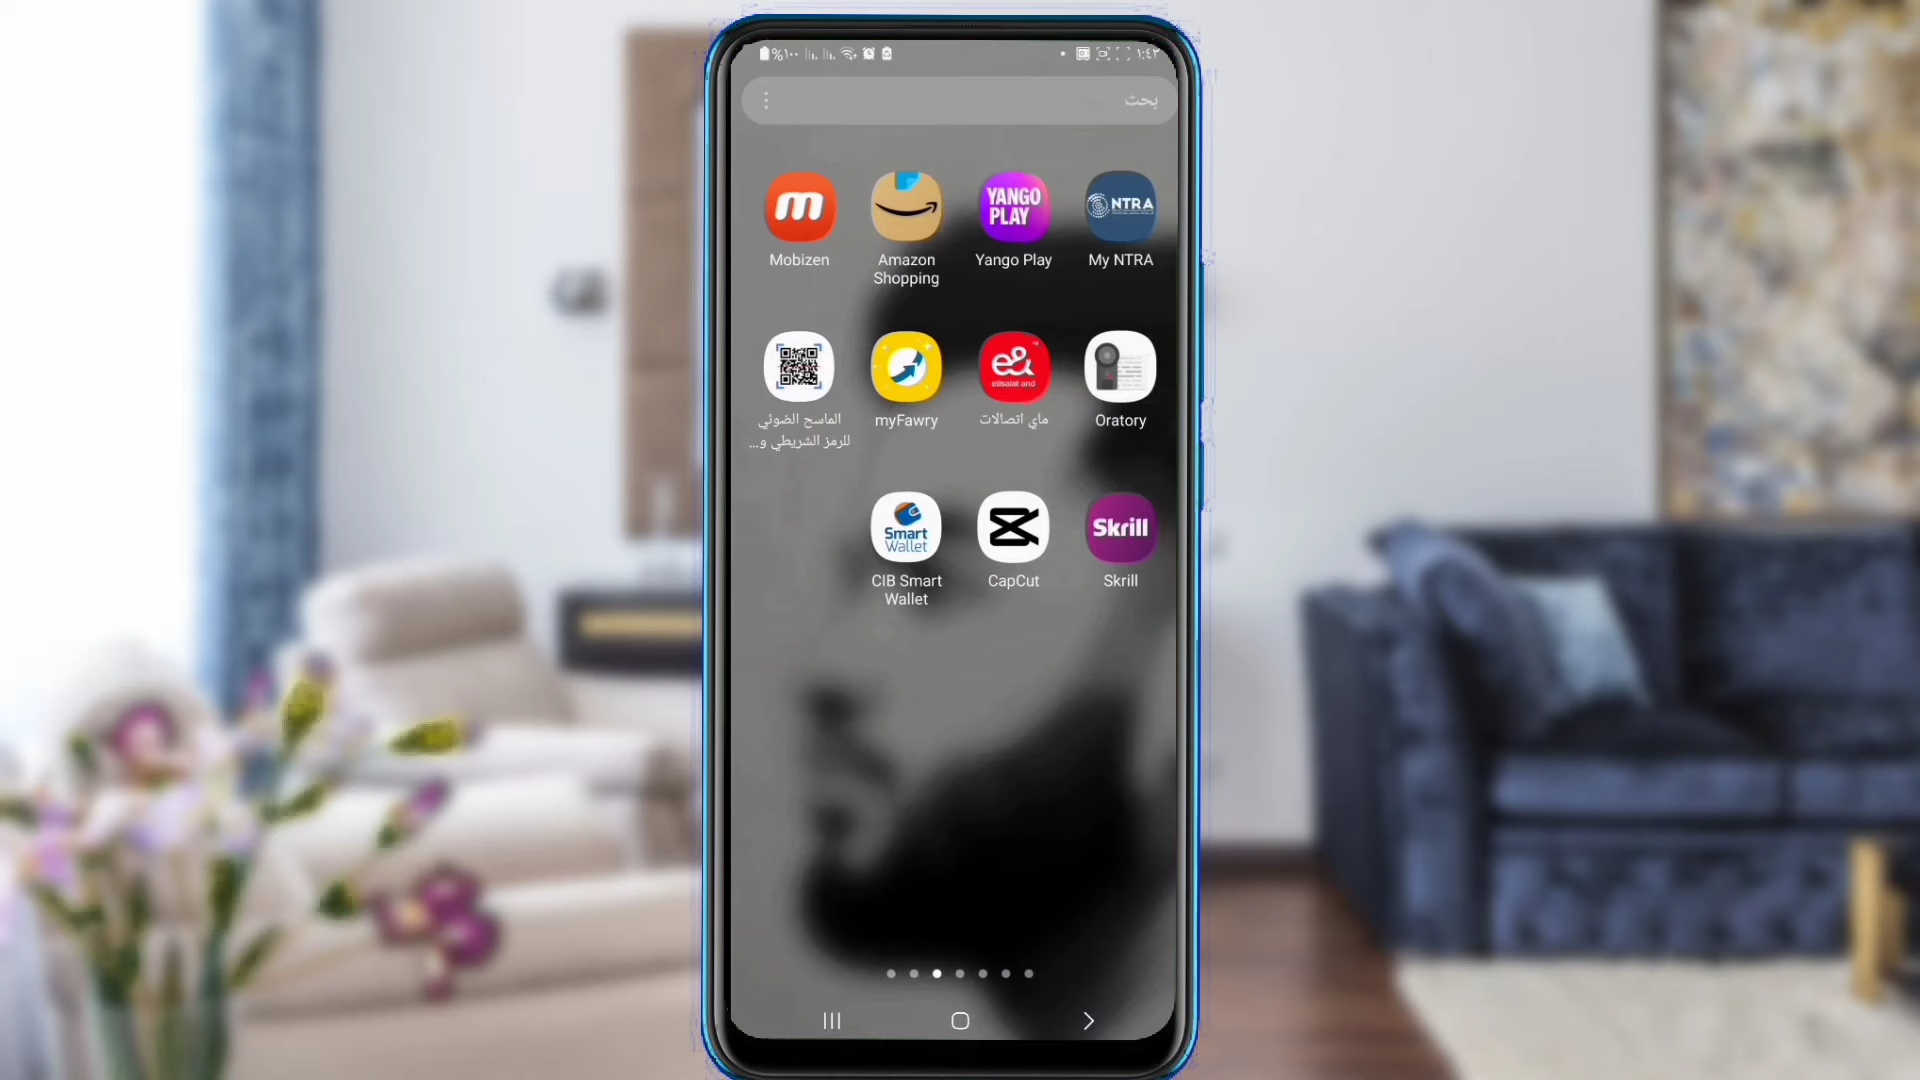 %١٠٠
١:٤٣
بحث
m
YANGO
PLAY
NTRA
Mobizen
Amazon
Shopping
Yango Play
My NTRA
e&
etisalat and
الماسح الضوئي
للرمز الشريطي و...
myFawry
ماي اتصالات
Oratory
Smart
Wallet
Skrill
CIB Smart
Wallet
CapCut
Skrill